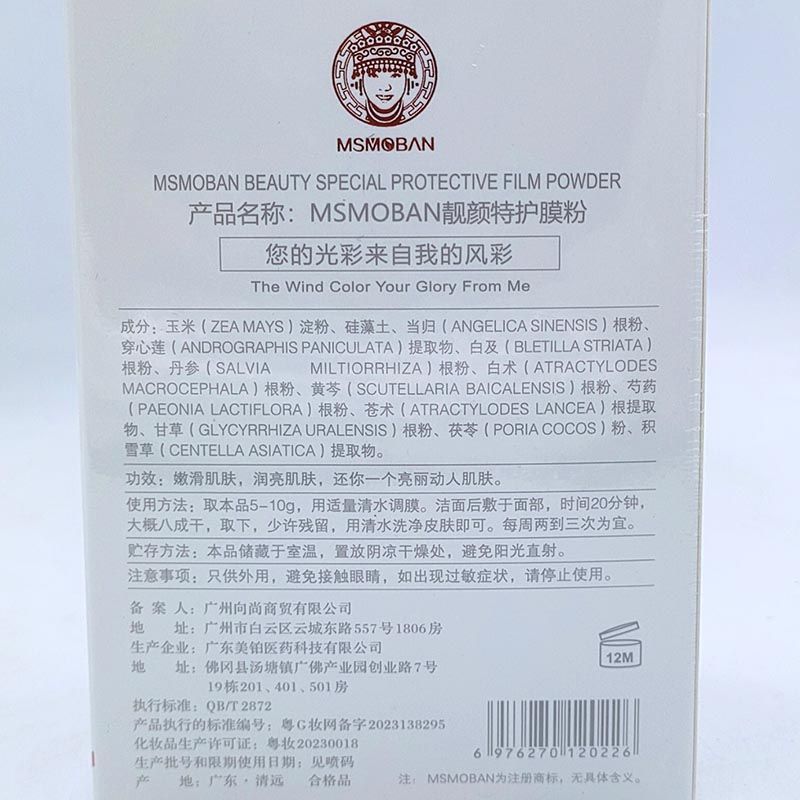 MSMOBAN
MSMOBAN BEAUTY SPECIAL PROTECTIVE FILM POWDER
产品名称：MSMOBAN靓颜特护膜粉
您的光彩来自我的风彩
The Wind Color Your Glory From Me
成分：玉米（ZEA MAYS）淀粉、硅藻土、当归（ANGELICA SINENSIS）根粉、
穿心莲（ANDROGRAPHIS PANICULATA）提取物、白及（BLETILLA STRIATA）
根粉、丹参（SALVIA MILTIORRHIZA）根粉、白术（ATRACTYLODES
MACROCEPHALA）根粉、黄芩（SCUTELLARIA BAICALENSIS）根粉、芍药
（PAEONIA LACTIFLORA）根粉、苍术（ATRACTYLODES LANCEA）根提取
物、甘草（GLYCYRRHIZA URALENSIS）根粉、茯苓（PORIA COCOS）粉、积
雪草（CENTELLA ASIATICA）提取物。
功效：嫩滑肌肤，润亮肌肤，还你一个亮丽动人肌肤。
使用方法：取本品5-10g，用适量清水调膜。洁面后敷于面部，时间20分钟，
大概八成干，取下，少许残留，用清水洗净皮肤即可。每周两到三次为宜。
贮存方法：本品储藏于室温，置放阴凉干燥处，避免阳光直射。
注意事项：只供外用，避免接触眼睛，如出现过敏症状，请停止使用。
备案人：广州向尚商贸有限公司
地址：广州市白云区云城东路557号1806房
生产企业：广东美铂医药科技有限公司
地址：佛冈县汤塘镇广佛产业园创业路7号
19栋201、401、501房
执行标准：QB/T 2872
产品执行的标准编号：粤G妆网备字2023138295
化妆品生产许可证：粤妆20230018
生产批号和限期使用日期：见喷码
产地：广东·清远 合格品
12M
6 976270 120226
注：MSMOBAN为注册商标，无具体含义。